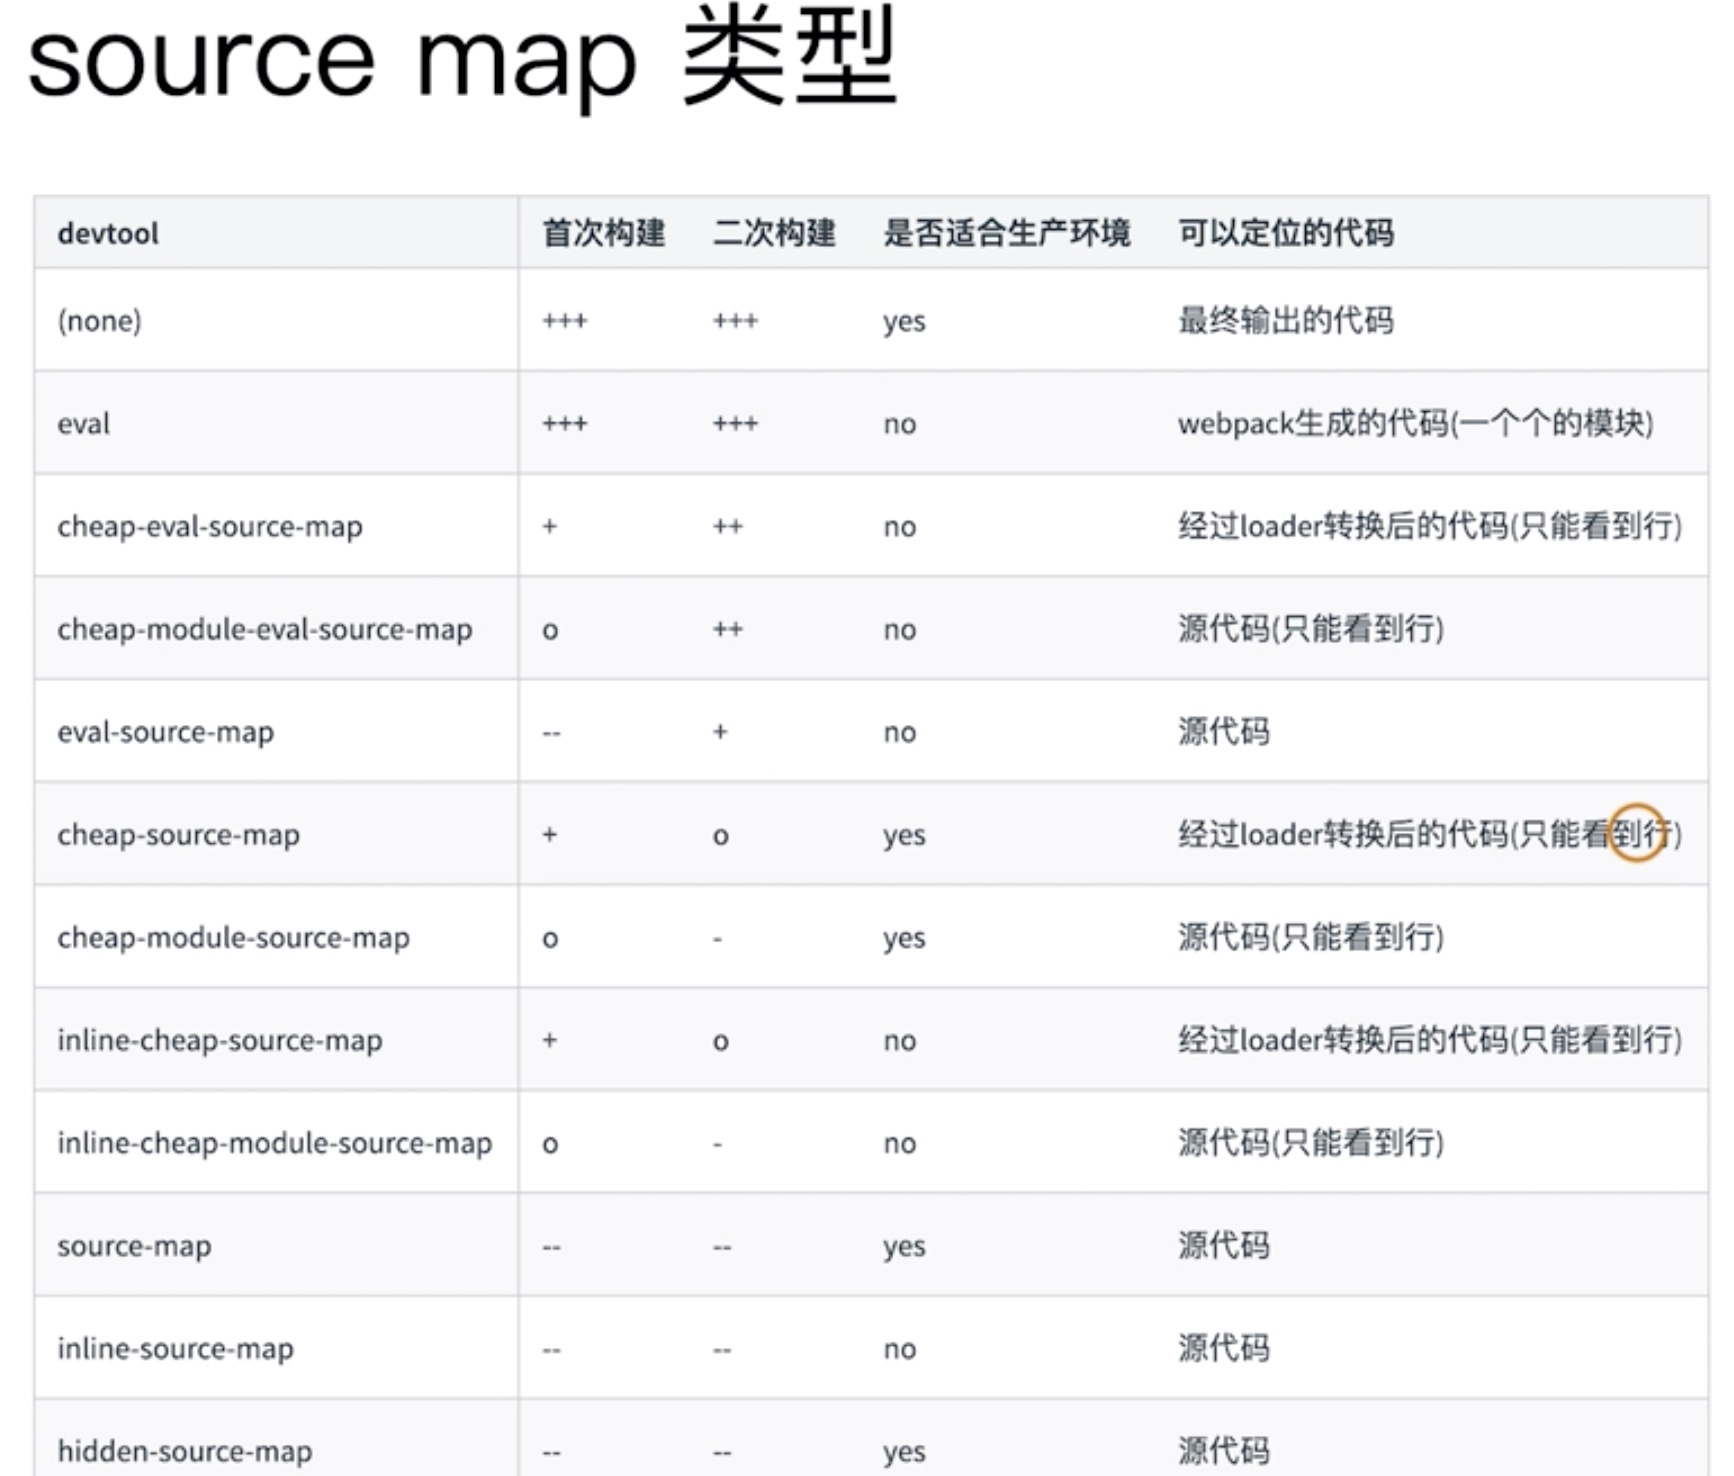 source map 类型
devtool 首次构建 二次构建 是否适合生产环境 可以定位的代码
(none) +++ +++ yes 最终输出的代码
eval +++ +++ no webpack生成的代码(一个个的模块)
cheap-eval-source-map + ++ no 经过loader转换后的代码(只能看到行)
cheap-module-eval-source-map o ++ no 源代码(只能看到行)
eval-source-map -- + no 源代码
cheap-source-map + o yes 经过loader转换后的代码(只能看到行)
cheap-module-source-map o - yes 源代码(只能看到行)
inline-cheap-source-map + o no 经过loader转换后的代码(只能看到行)
inline-cheap-module-source-map o - no 源代码(只能看到行)
source-map -- -- yes 源代码
inline-source-map -- -- no 源代码
hidden-source-map -- -- yes 源代码